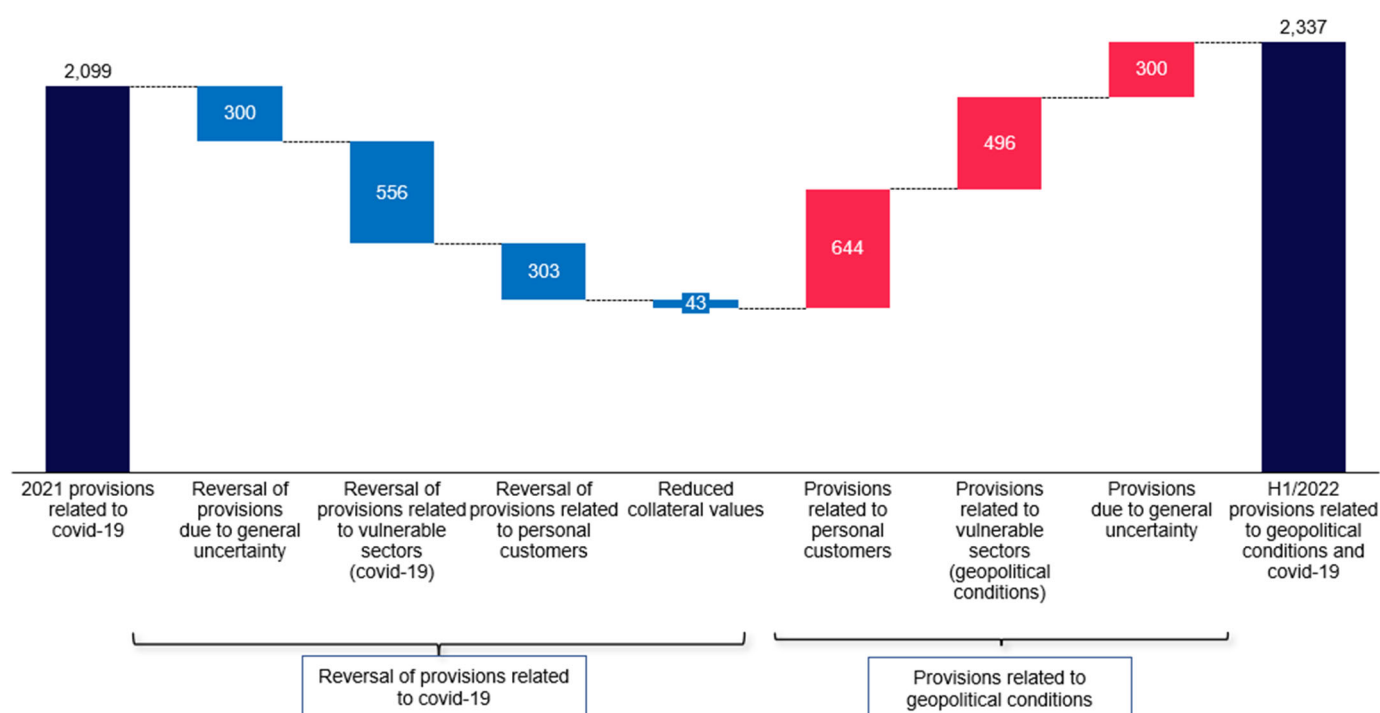 2,099
300
556
303
43
644
496
300
2,337
2021 provisions
related to
covid-19
Reversal of
provisions
due to general
uncertainty
Reversal of
provisions related
to vulnerable
sectors
(covid-19)
Reversal of
provisions related
to personal
customers
Reduced
collateral values
Provisions
related to
personal
customers
Provisions
related to
vulnerable
sectors
(geopolitical
conditions)
Provisions
due to general
uncertainty
H1/2022
provisions related
to geopolitical
conditions and
covid-19
Reversal of provisions related
to covid-19
Provisions related to
geopolitical conditions